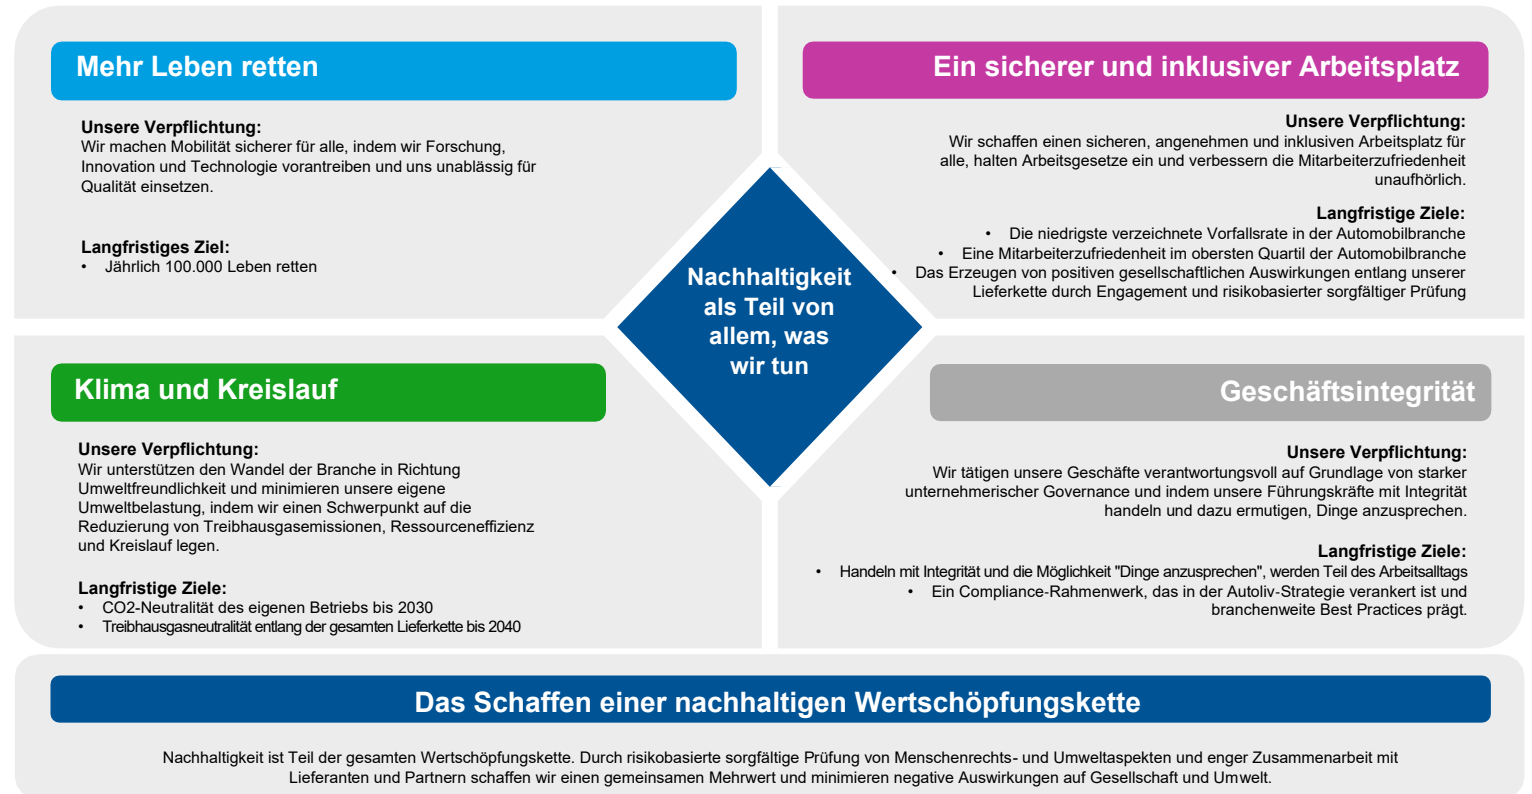 Mehr Leben retten
Unsere Verpflichtung:
Wir machen Mobilität sicherer für alle, indem wir Forschung,
Innovation und Technologie vorantreiben und uns unablässig für
Qualität einsetzen.
Langfristiges Ziel:
• Jährlich 100.000 Leben retten
Ein sicherer und inklusiver Arbeitsplatz
Unsere Verpflichtung:
Wir schaffen einen sicheren, angenehmen und inklusiven Arbeitsplatz für
alle, halten Arbeitsgesetze ein und verbessern die Mitarbeiterzufriedenheit
unaufhörlich.
Langfristige Ziele:
• Die niedrigste verzeichnete Vorfallsrate in der Automobilbranche
• Eine Mitarbeiterzufriedenheit im obersten Quartil der Automobilbranche
• Das Erzeugen von positiven gesellschaftlichen Auswirkungen entlang unserer
Lieferkette durch Engagement und risikobasierter sorgfältiger Prüfung
Nachhaltigkeit
als Teil von
allem, was
wir tun
Klima und Kreislauf
Unsere Verpflichtung:
Wir unterstützen den Wandel der Branche in Richtung
Umweltfreundlichkeit und minimieren unsere eigene
Umweltbelastung, indem wir einen Schwerpunkt auf die
Reduzierung von Treibhausgasemissionen, Ressourceneffizienz
und Kreislauf legen.
Langfristige Ziele:
• CO2-Neutralität des eigenen Betriebs bis 2030
• Treibhausgasneutralität entlang der gesamten Lieferkette bis 2040
Geschäftsintegrität
Unsere Verpflichtung:
Wir tätigen unsere Geschäfte verantwortungsvoll auf Grundlage von starker
unternehmerischer Governance und indem unsere Führungskräfte mit Integrität
handeln und dazu ermutigen, Dinge anzusprechen.
Langfristige Ziele:
• Handeln mit Integrität und die Möglichkeit "Dinge anzusprechen", werden Teil des Arbeitsalltags
• Ein Compliance-Rahmenwerk, das in der Autoliv-Strategie verankert ist und
branchenweite Best Practices prägt.
Das Schaffen einer nachhaltigen Wertschöpfungskette
Nachhaltigkeit ist Teil der gesamten Wertschöpfungskette. Durch risikobasierte sorgfältige Prüfung von Menschenrechts- und Umweltaspekten und enger Zusammenarbeit mit
Lieferanten und Partnern schaffen wir einen gemeinsamen Mehrwert und minimieren negative Auswirkungen auf Gesellschaft und Umwelt.